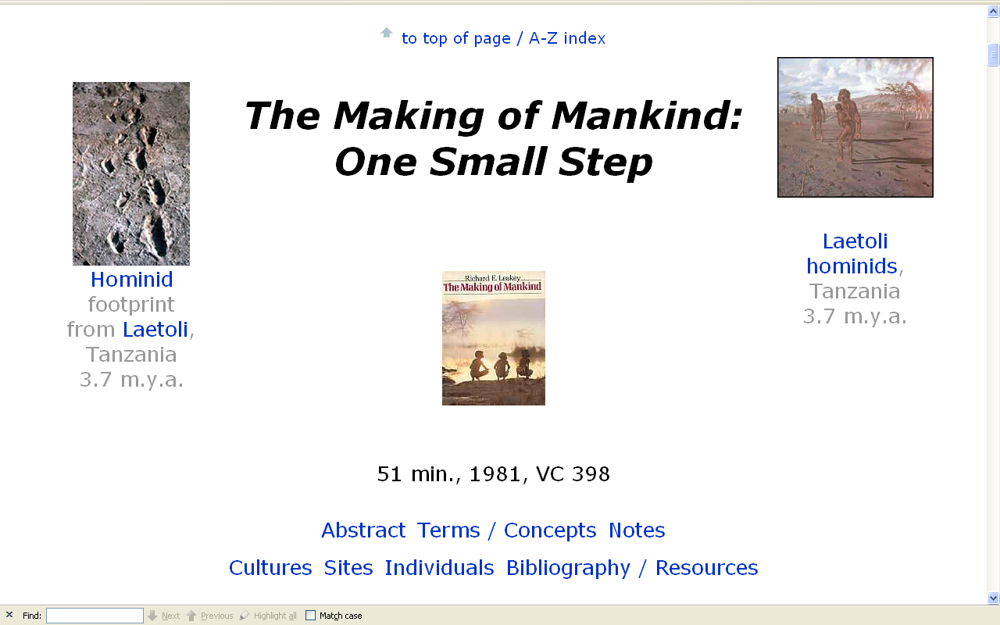 to top of page / A-Z index
The Making of Mankind:
One Small Step
Hominid
footprint
from Laetoli,
Tanzania
3.7 m.y.a.
Richard E. Leakey
The Making of Mankind
Laetoli
hominids,
Tanzania
3.7 m.y.a.
51 min., 1981, VC 398
Abstract Terms / Concepts Notes
Cultures Sites Individuals Bibliography / Resources
Find: Next Previous Highlight all Match case